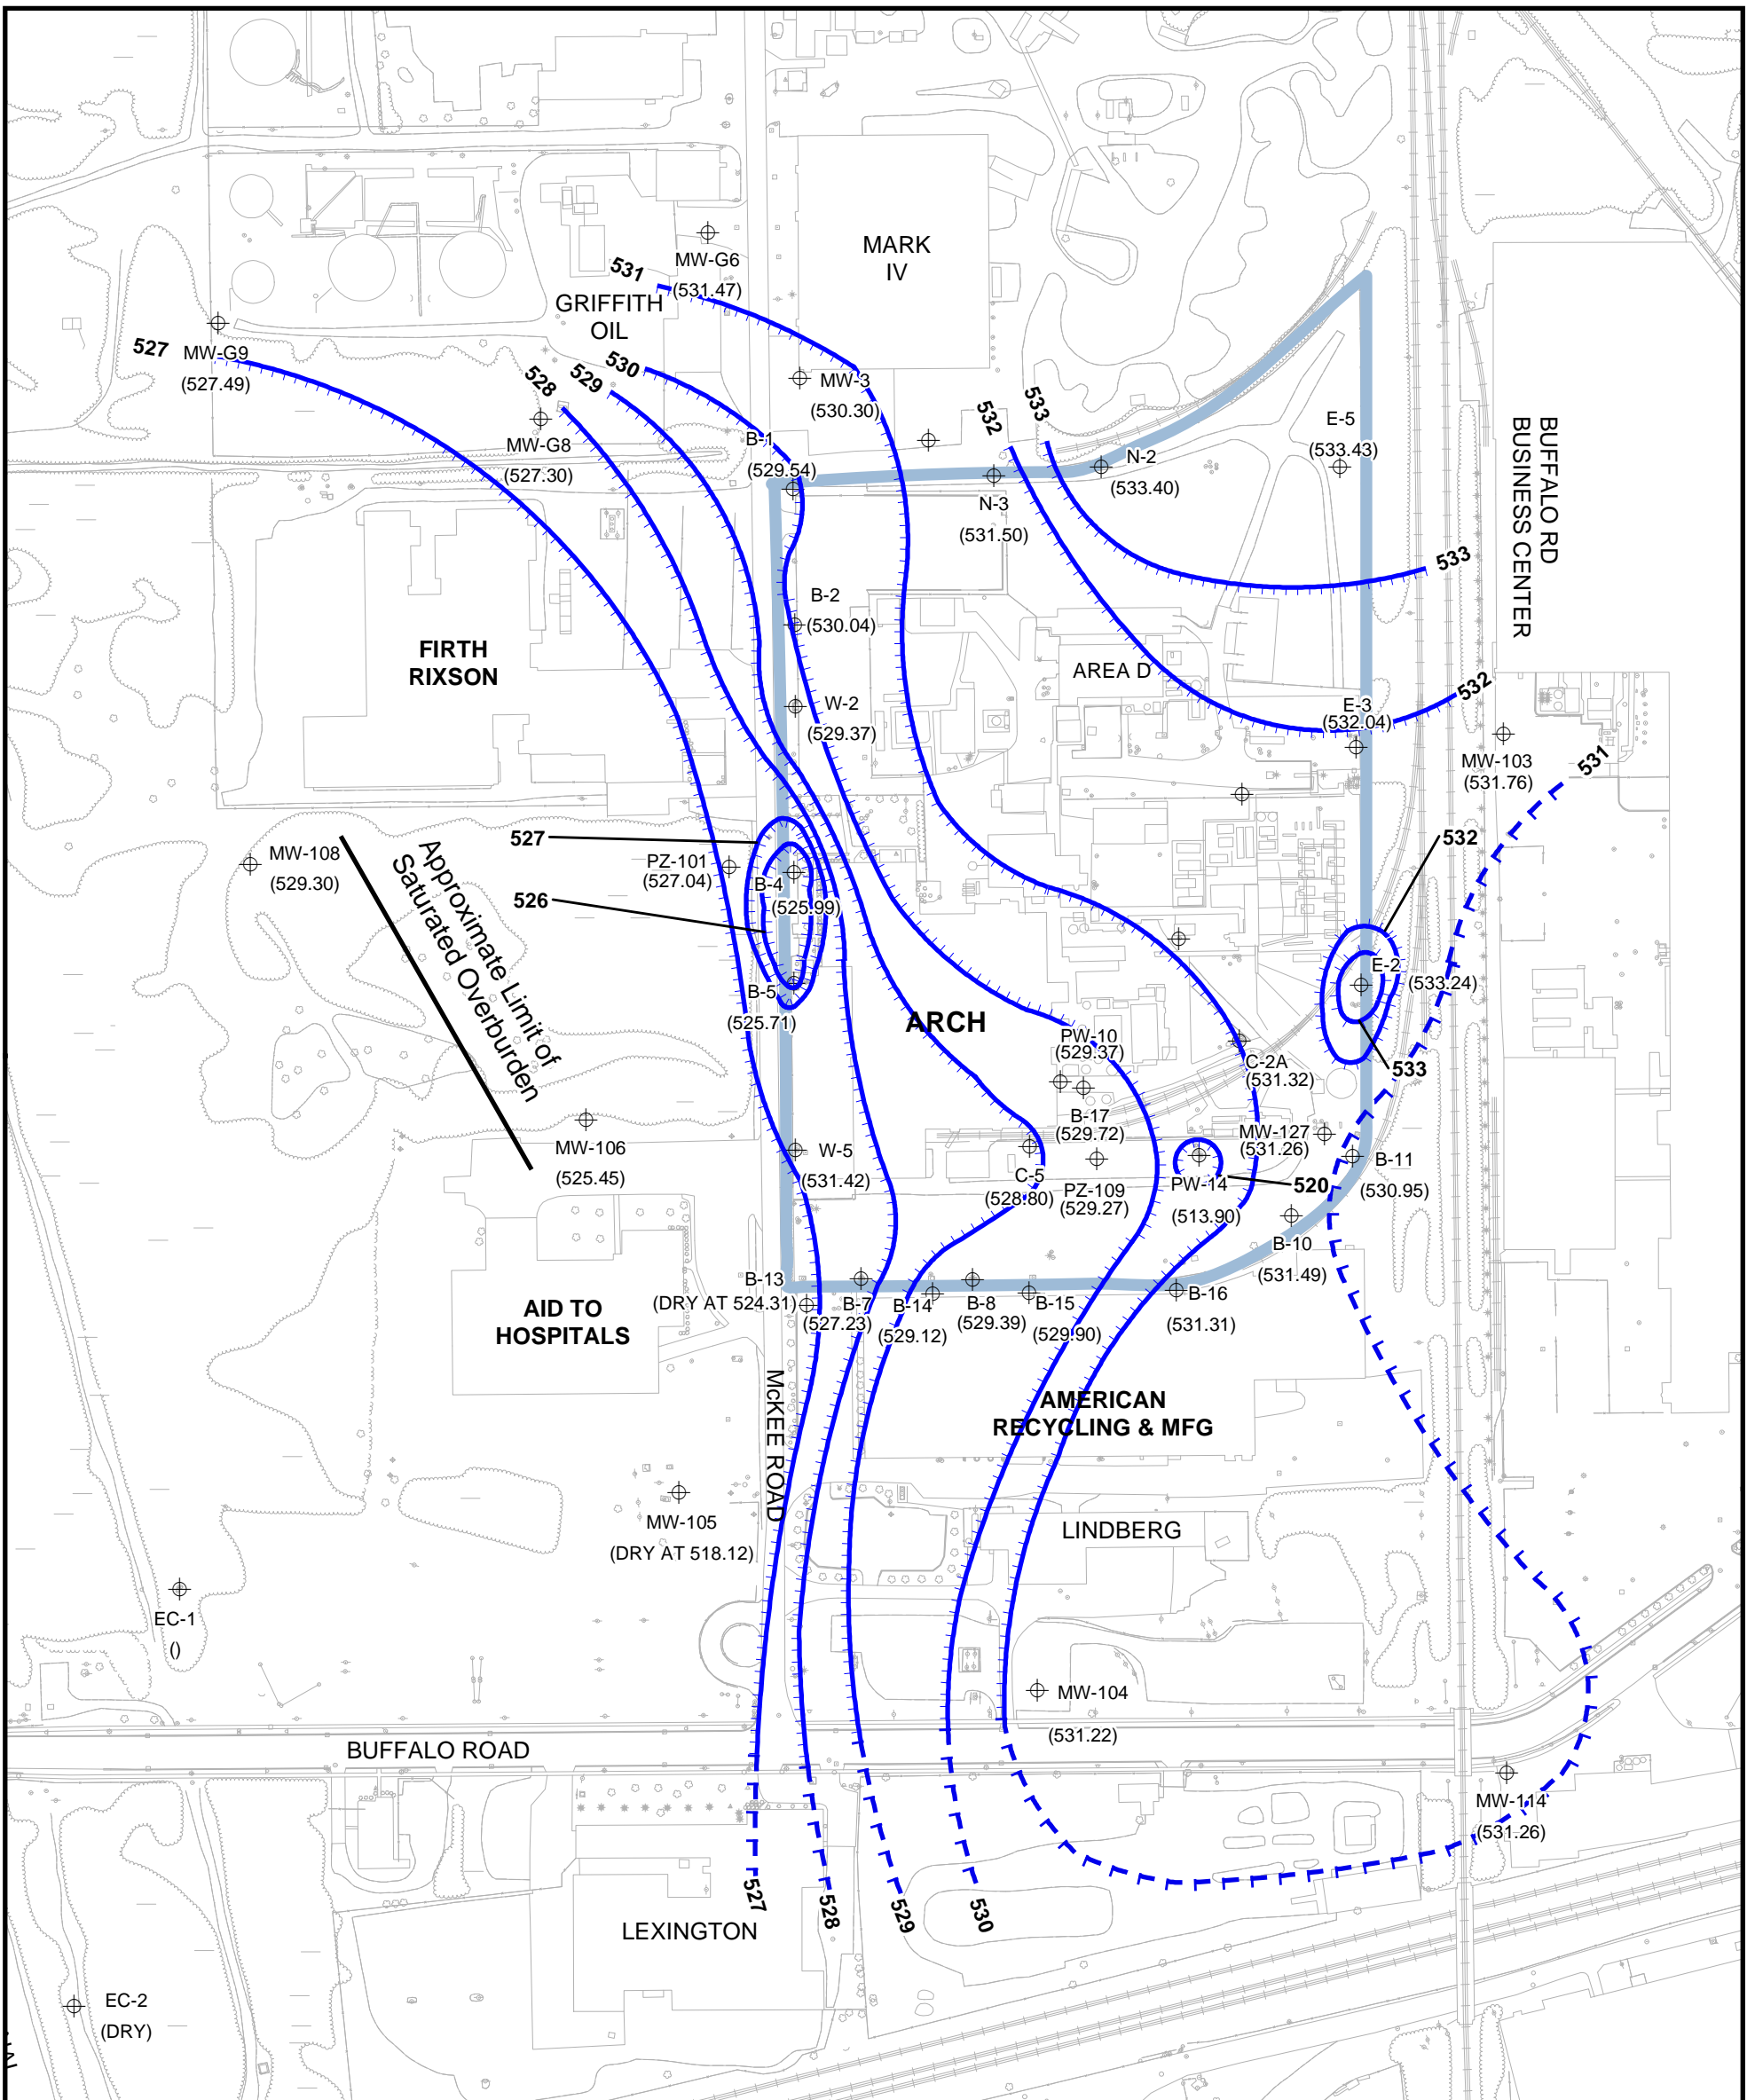 MARK
IV
MW-G6
(531.47)
531
GRIFFITH
OIL
527
MW-G9
(527.49)
528
529
530
MW-G8
(527.30)
MW-3
(530.30)
B-1
(529.54)
532
533
N-2
(533.40)
N-3
(531.50)
E-5
(533.43)
BUFFALO RD
BUSINESS CENTER
533
B-2
(530.04)
FIRTH
RIXSON
AREA D
W-2
(529.37)
E-3
(532.04)
532
MW-103
(531.76)
531
527
532
MW-108
(529.30)
Approximate Limit of
Saturated Overburden
PZ-101
(527.04)
B-4
(525.99)
526
B-5
(525.71)
E-2
(533.24)
ARCH
PW-10
(529.37)
C-2A
(531.32)
533
B-17
(529.72)
MW-127
(531.26)
MW-106
(525.45)
W-5
(531.42)
C-5
(528.80)
PZ-109
(529.27)
PW-14
(513.90)
520
B-11
(530.95)
B-10
(531.49)
B-13
(DRY AT 524.31)
B-7
(527.23)
B-14
(529.12)
B-8
(529.39)
B-15
(529.90)
B-16
(531.31)
AID TO
HOSPITALS
McKEE ROAD
AMERICAN
RECYCLING & MFG
MW-105
(DRY AT 518.12)
LINDBERG
EC-1
()
MW-104
(531.22)
BUFFALO ROAD
MW-114
(531.26)
527
528
529
530
LEXINGTON
EC-2
(DRY)